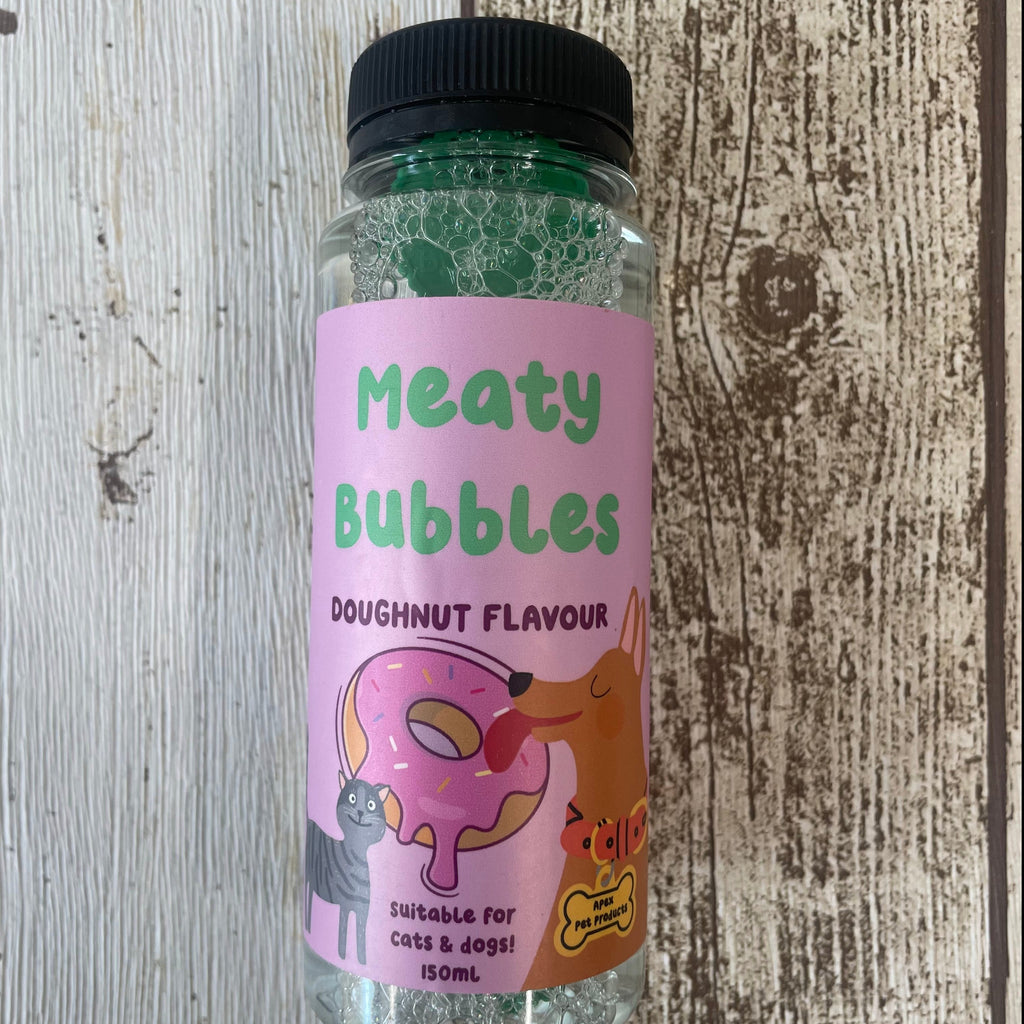 Meaty
Bubbles
DOUGHNUT FLAVOUR
Apex
Pet Products
Suitable for
cats & dogs!
150ml